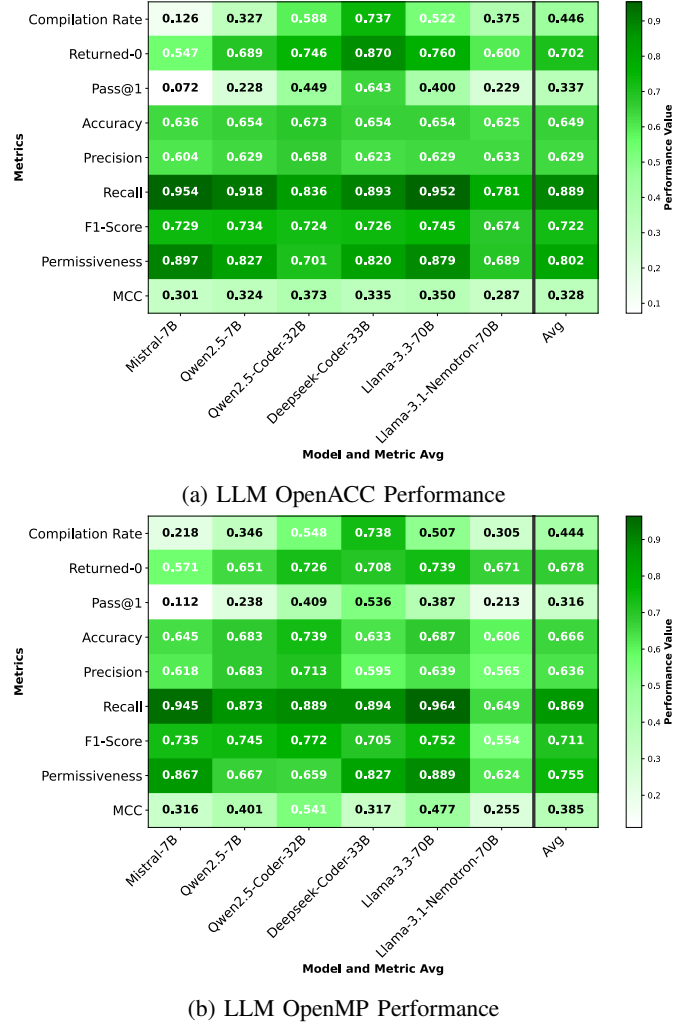 Compilation Rate 0.126 0.327 0.588 0.737 0.522 0.375 0.446
Returned-0 0.547 0.689 0.746 0.870 0.760 0.600 0.702
Pass@1 0.072 0.228 0.449 0.643 0.400 0.229 0.337
Accuracy 0.636 0.654 0.673 0.654 0.654 0.625 0.649
Precision 0.604 0.629 0.658 0.623 0.629 0.633 0.629
Recall 0.954 0.918 0.836 0.893 0.952 0.781 0.889
F1-Score 0.729 0.734 0.724 0.726 0.745 0.674 0.722
Permissiveness 0.897 0.827 0.701 0.820 0.879 0.689 0.802
MCC 0.301 0.324 0.373 0.335 0.350 0.287 0.328
Metrics
Mistral-7B
Qwen2.5-7B
Qwen2.5-Coder-32B
Deepseek-Coder-33B
Llama-3.3-70B
Llama-3.1-Nemotron-70B
Avg
Model and Metric Avg
0.9
0.8
0.7
0.6
0.5
0.4
0.3
0.2
0.1
Performance Value
(a) LLM OpenACC Performance
Compilation Rate 0.218 0.346 0.548 0.738 0.507 0.305 0.444
Returned-0 0.571 0.651 0.726 0.708 0.739 0.671 0.678
Pass@1 0.112 0.238 0.409 0.536 0.387 0.213 0.316
Accuracy 0.645 0.683 0.739 0.633 0.687 0.606 0.666
Precision 0.618 0.683 0.713 0.595 0.639 0.565 0.636
Recall 0.945 0.873 0.889 0.894 0.964 0.649 0.869
F1-Score 0.735 0.745 0.772 0.705 0.752 0.554 0.711
Permissiveness 0.867 0.667 0.659 0.827 0.889 0.624 0.755
MCC 0.316 0.401 0.541 0.317 0.477 0.255 0.385
Metrics
Mistral-7B
Qwen2.5-7B
Qwen2.5-Coder-32B
Deepseek-Coder-33B
Llama-3.3-70B
Llama-3.1-Nemotron-70B
Avg
Model and Metric Avg
0.9
0.8
0.7
0.6
0.5
0.4
0.3
0.2
Performance Value
(b) LLM OpenMP Performance